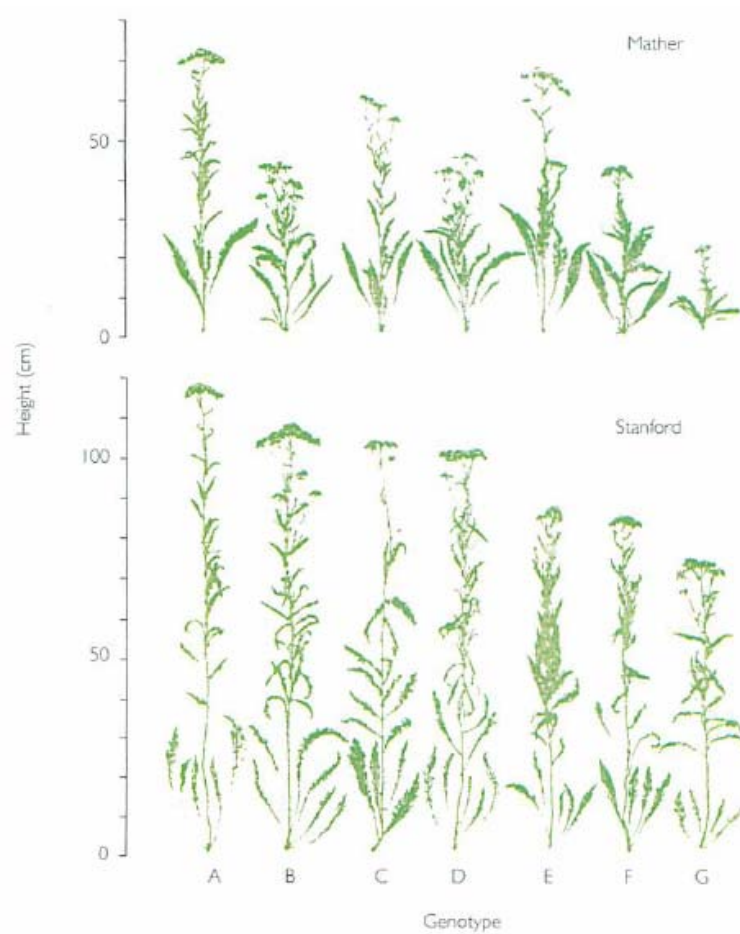 Mather
50
0
Height (cm)
Stanford
100
50
0
A B C D E F G
Genotype